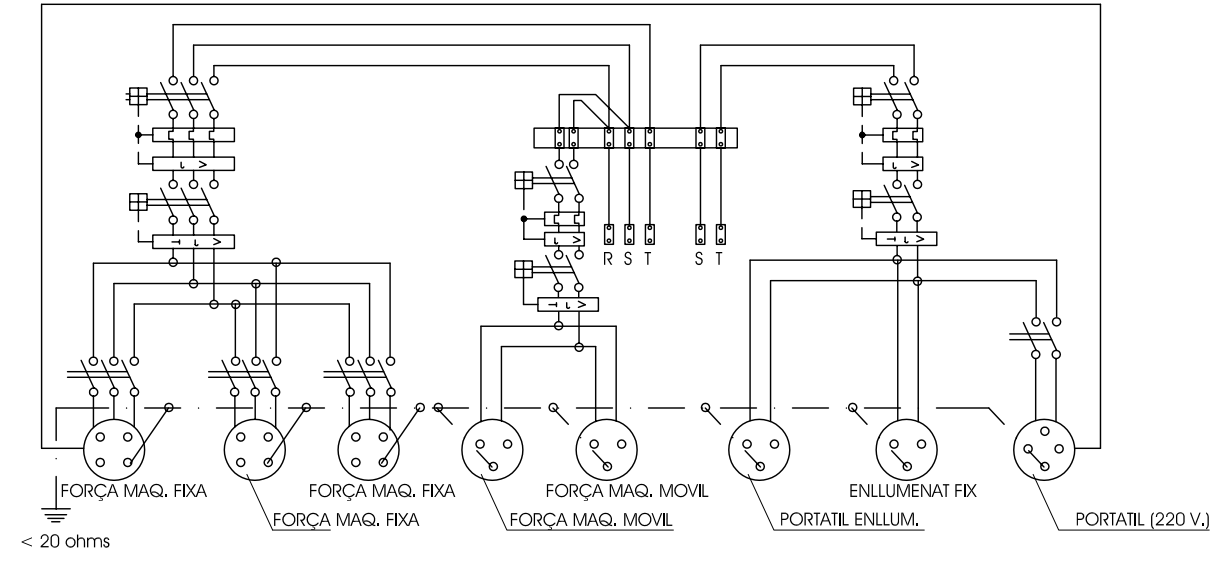 R S T S T
FORÇA MAQ. FIXA FORÇA MAQ. FIXA FORÇA MAQ. MOVIL ENLLUMENAT FIX
FORÇA MAQ. FIXA FORÇA MAQ. MOVIL PORTATIL ENLLUM. PORTATIL (220 V.)
< 20 ohms